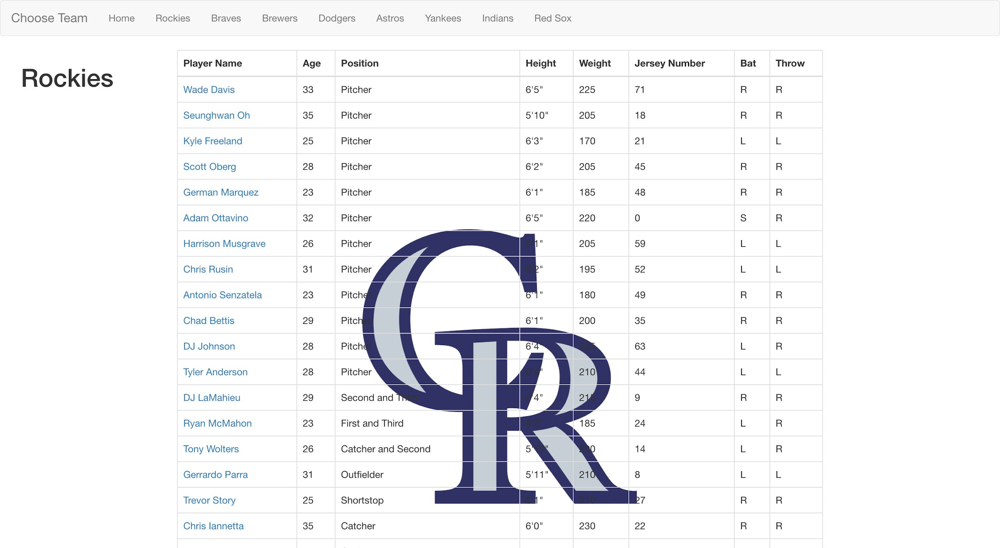 Choose Team Home Rockies Braves Brewers Dodgers Astros Yankees Indians Red Sox
Rockies
Player Name Age Position Height Weight Jersey Number Bat Throw
Wade Davis 33 Pitcher 6'5" 225 71 R R
Seunghwan Oh 35 Pitcher 5'10" 205 18 R R
Kyle Freeland 25 Pitcher 6'3" 170 21 L L
Scott Oberg 28 Pitcher 6'2" 205 45 R R
German Marquez 23 Pitcher 6'1" 185 48 R R
Adam Ottavino 32 Pitcher 6'5" 220 0 S R
Harrison Musgrave 26 Pitcher 6'1" 205 59 L L
Chris Rusin 31 Pitcher 6'2" 195 52 L L
Antonio Senzatela 23 Pitcher 6'1" 180 49 R R
Chad Bettis 29 Pitcher 6'1" 200 35 R R
DJ Johnson 28 Pitcher 6'4" 235 63 L R
Tyler Anderson 28 Pitcher 6'4" 210 44 L L
DJ LaMahieu 29 Second and Third 6'4" 215 9 R R
Ryan McMahon 23 First and Third 6'2" 185 24 L R
Tony Wolters 26 Catcher and Second 5'10" 200 14 L R
Gerrardo Parra 31 Outfielder 5'11" 210 8 L L
Trevor Story 25 Shortstop 6'1" 210 27 R R
Chris Iannetta 35 Catcher 6'0" 230 22 R R
CR